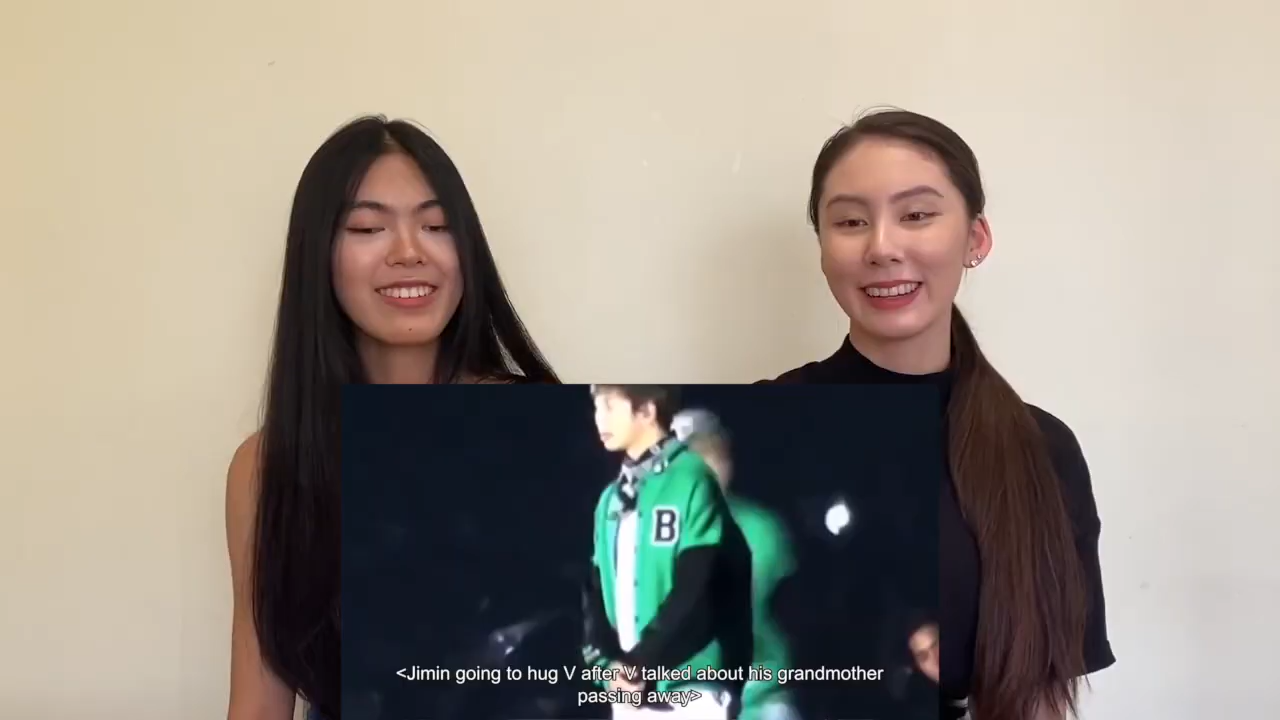 B
<Jimin going to hug V after V talked about his grandmother
passing away>